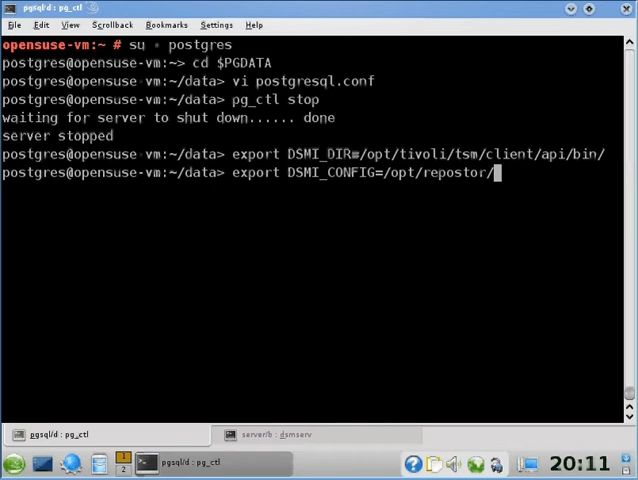 pgsql/d : pg_ctl
File Edit View Scrollback Bookmarks Settings Help
opensuse-vm:~ # su - postgres
postgres@opensuse-vm:~> cd $PGDATA
postgres@opensuse-vm:~/data> vi postgresql.conf
postgres@opensuse-vm:~/data> pg_ctl stop
waiting for server to shut down...... done
server stopped
postgres@opensuse-vm:~/data> export DSMI_DIR=/opt/tivoli/tsm/client/api/bin/
postgres@opensuse-vm:~/data> export DSMI_CONFIG=/opt/repostor/
pgsql/d : pg_ctl server/b : dsmserv
1
2
pgsql/d : pg_ctl
20:11